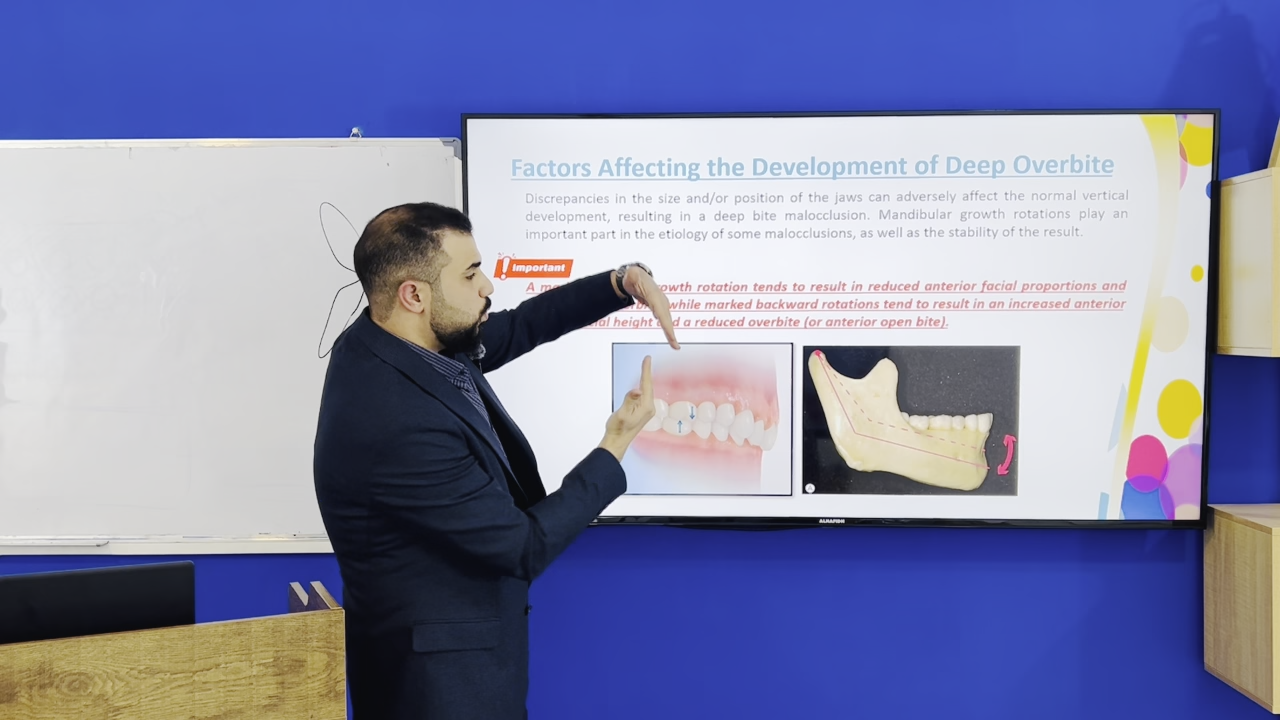 Factors Affecting the Development of Deep Overbite
Discrepancies in the size and/or position of the jaws can adversely affect the normal vertical
development, resulting in a deep bite malocclusion. Mandibular growth rotations play an
important part in the etiology of some malocclusions, as well as the stability of the result.
Important
A rotation tends to result in reduced anterior facial proportions and
while marked backward rotations tend to result in an increased anterior
height and a reduced overbite (or anterior open bite).
ALHAFIDH